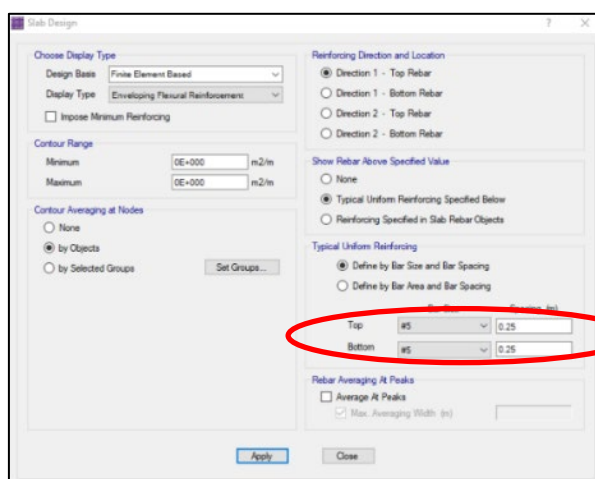 Slab Design
Choose Display Type
Design Basis Finite Element Based
Display Type Enveloping Flexural Reinforcement
Impose Minimum Reinforcing
Contour Range
Minimum 0E+000 m2/m
Maximum 0E+000 m2/m
Contour Averaging at Nodes
None
by Objects
by Selected Groups Set Groups...
Reinforcing Direction and Location
Direction 1 - Top Rebar
Direction 1 - Bottom Rebar
Direction 2 - Top Rebar
Direction 2 - Bottom Rebar
Show Rebar Above Specified Value
None
Typical Uniform Reinforcing Specified Below
Reinforcing Specified in Slab Rebar Objects
Typical Uniform Reinforcing
Define by Bar Size and Bar Spacing
Define by Bar Area and Bar Spacing
Top #5 0.25
Bottom #5 0.25
Rebar Averaging At Peaks
Average At Peaks
Max. Averaging Width (m)
Apply Close